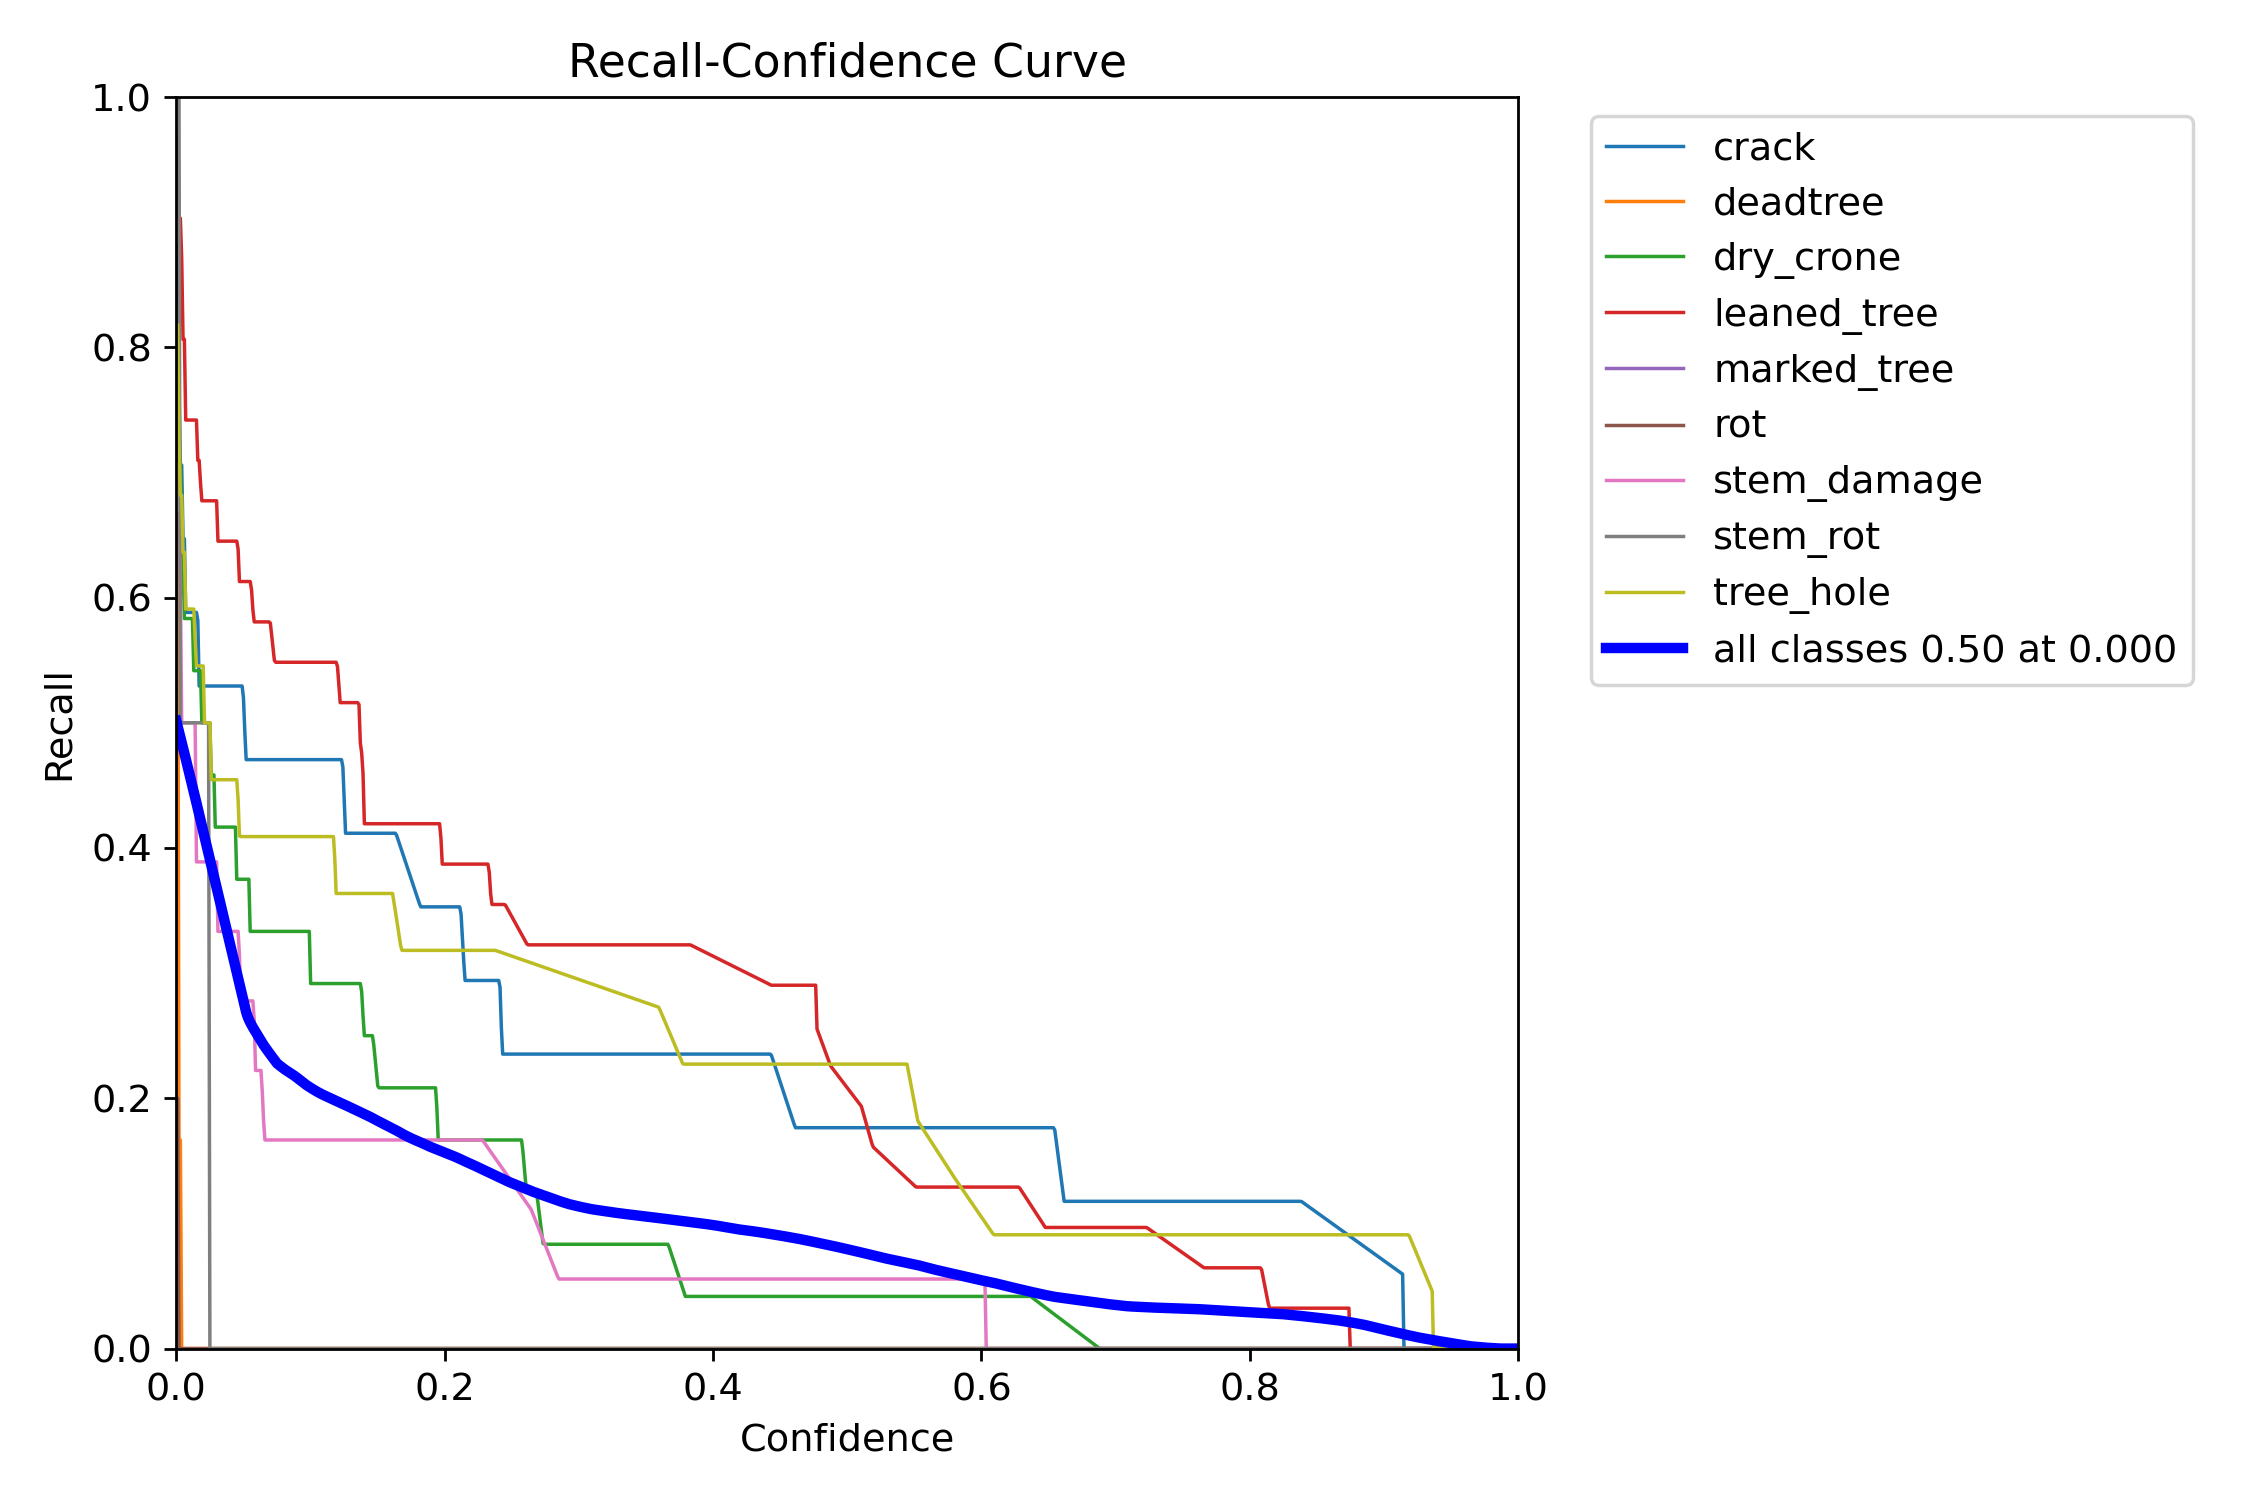 Recall-Confidence Curve
1.0
0.8
0.6
0.4
0.2
0.0
Recall
0.0 0.2 0.4 0.6 0.8 1.0
Confidence
crack
deadtree
dry_crone
leaned_tree
marked_tree
rot
stem_damage
stem_rot
tree_hole
all classes 0.50 at 0.000